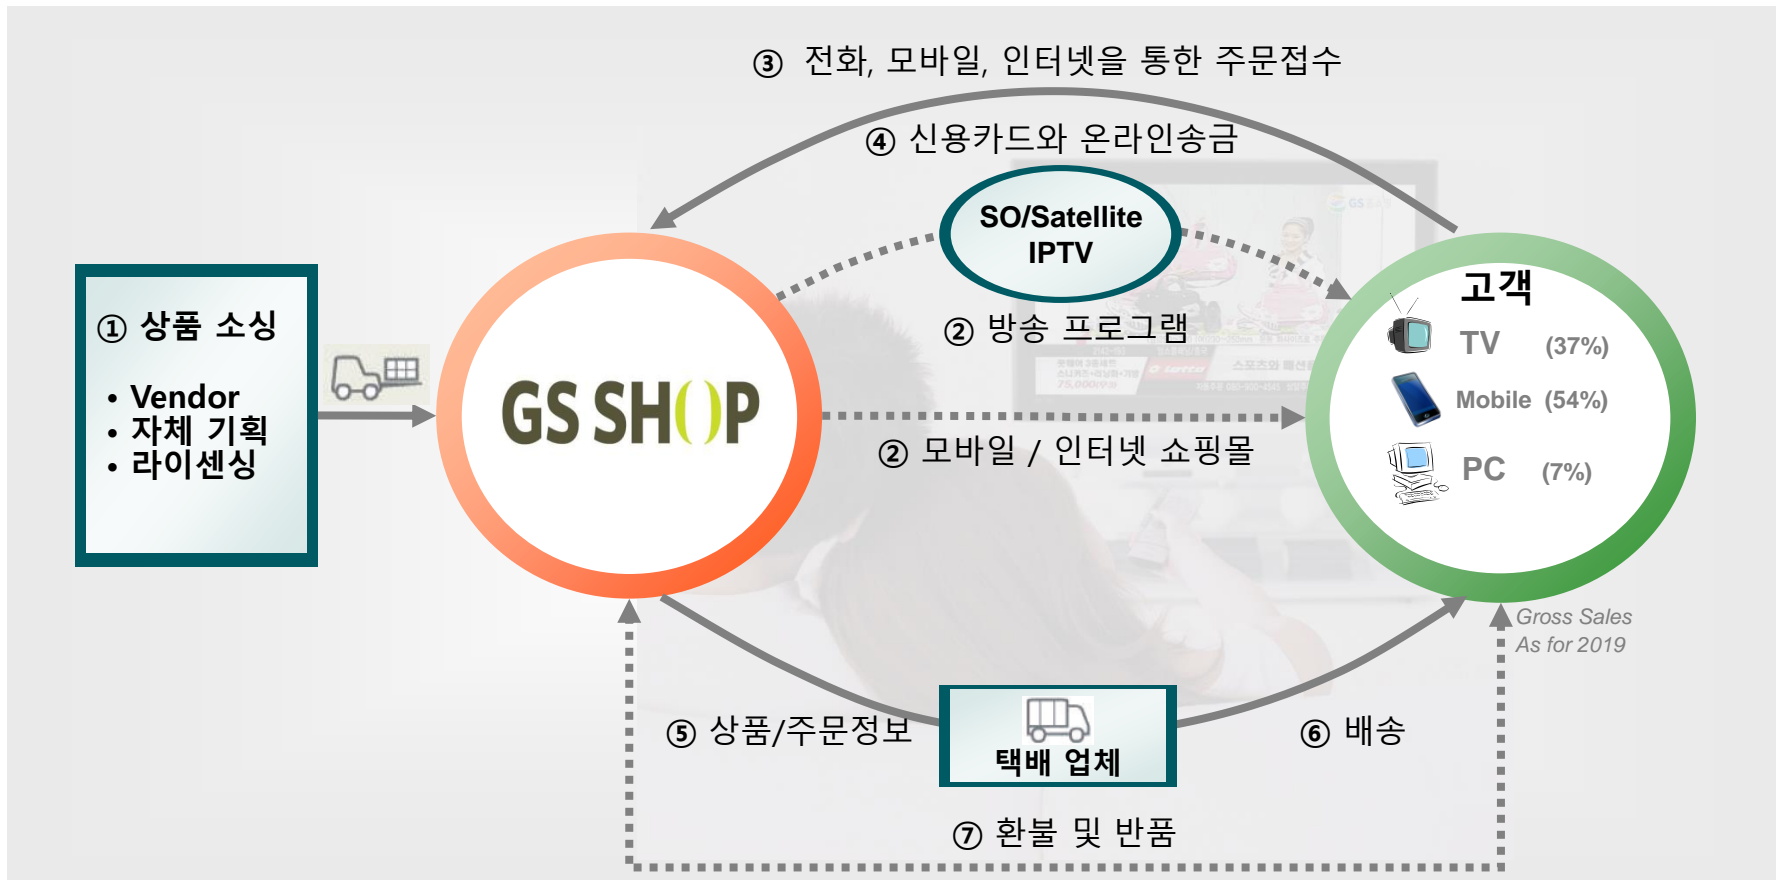 ③ 전화, 모바일, 인터넷을 통한 주문접수
④ 신용카드와 온라인송금
SO/Satellite
IPTV
② 방송 프로그램
① 상품 소싱
• Vendor
• 자체 기획
• 라이센싱
GS SHOP
② 모바일 / 인터넷 쇼핑몰
고객
TV (37%)
Mobile (54%)
PC (7%)
Gross Sales
As for 2019
⑤ 상품/주문정보
택배 업체
⑥ 배송
⑦ 환불 및 반품
GS
75,000